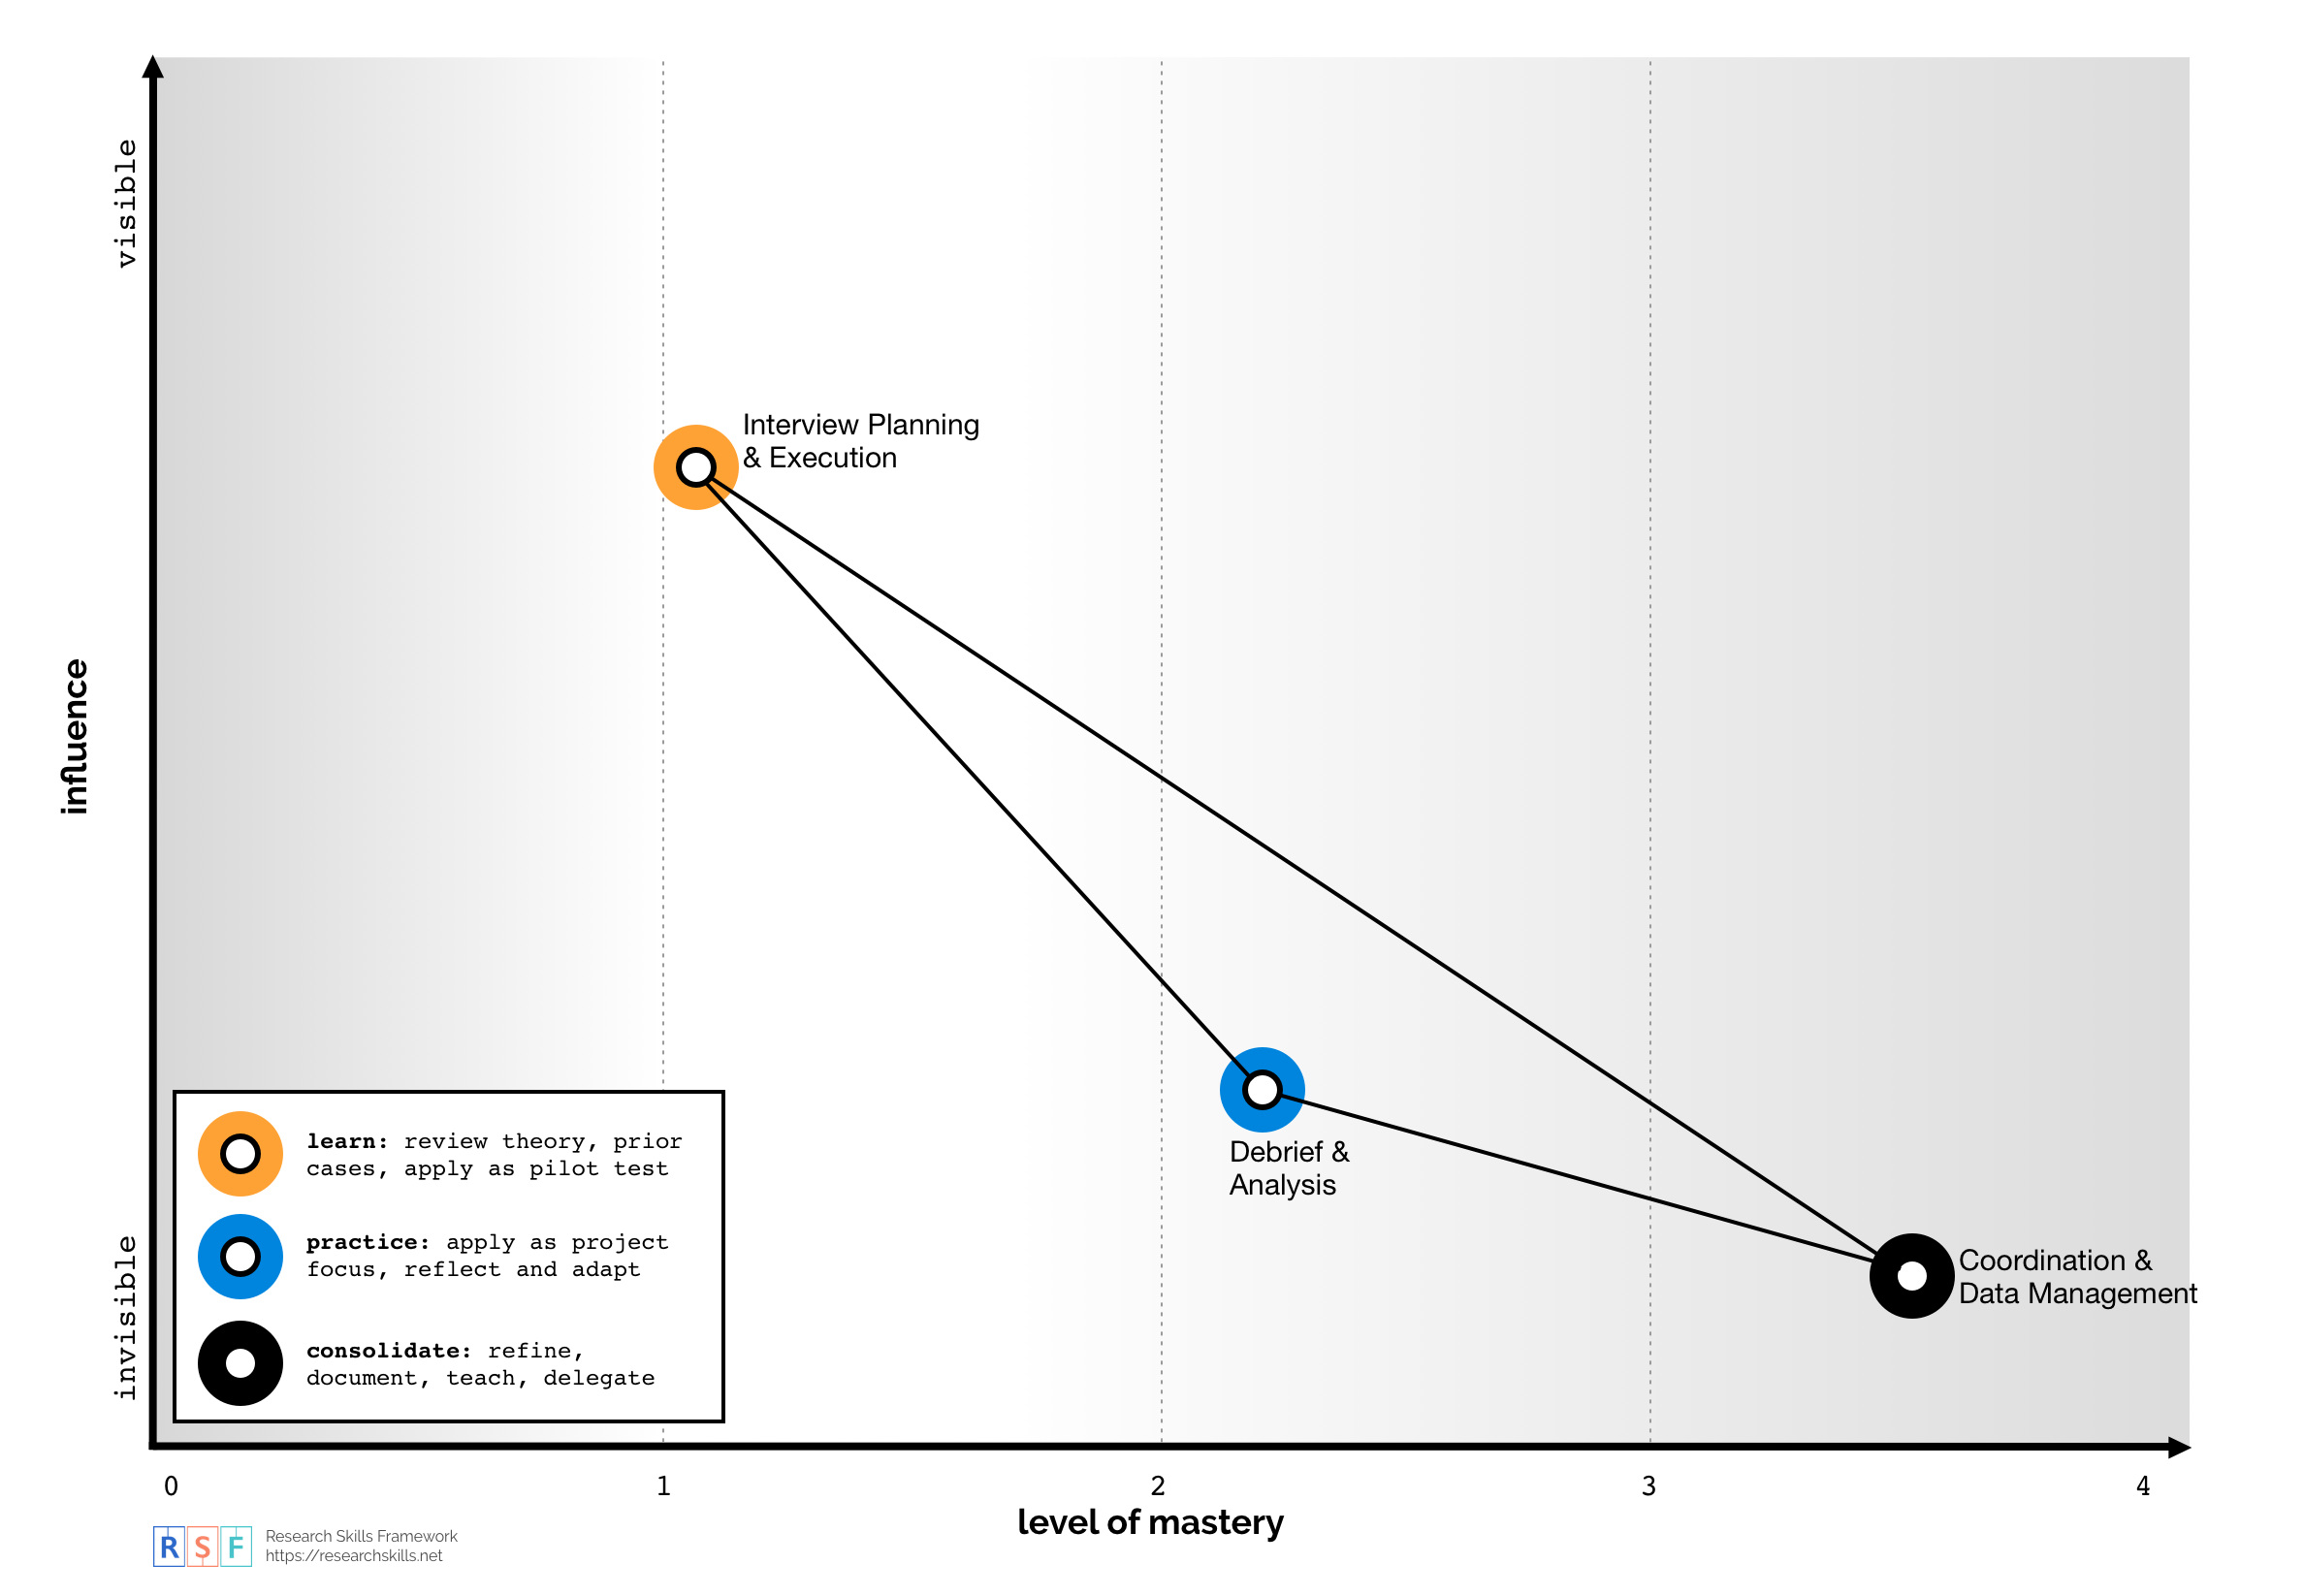 visible
influence
invisible
Interview Planning
& Execution
Debrief &
Analysis
Coordination &
Data Management
learn: review theory, prior
cases, apply as pilot test
practice: apply as project
focus, reflect and adapt
consolidate: refine,
document, teach, delegate
0 1 2 3 4
level of mastery
RSF
Research Skills Framework
https://researchskills.net